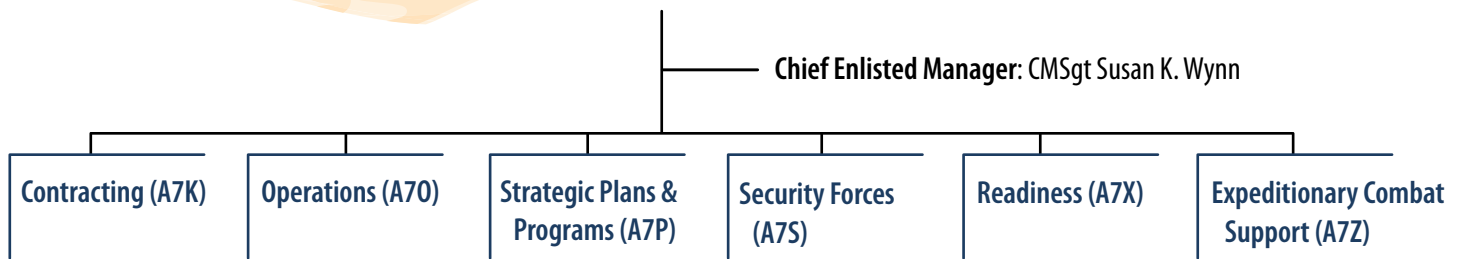 Chief Enlisted Manager: CMSgt Susan K. Wynn
Contracting (A7K)
Operations (A7O)
Strategic Plans &
Programs (A7P)
Security Forces
(A7S)
Readiness (A7X)
Expeditionary Combat
Support (A7Z)